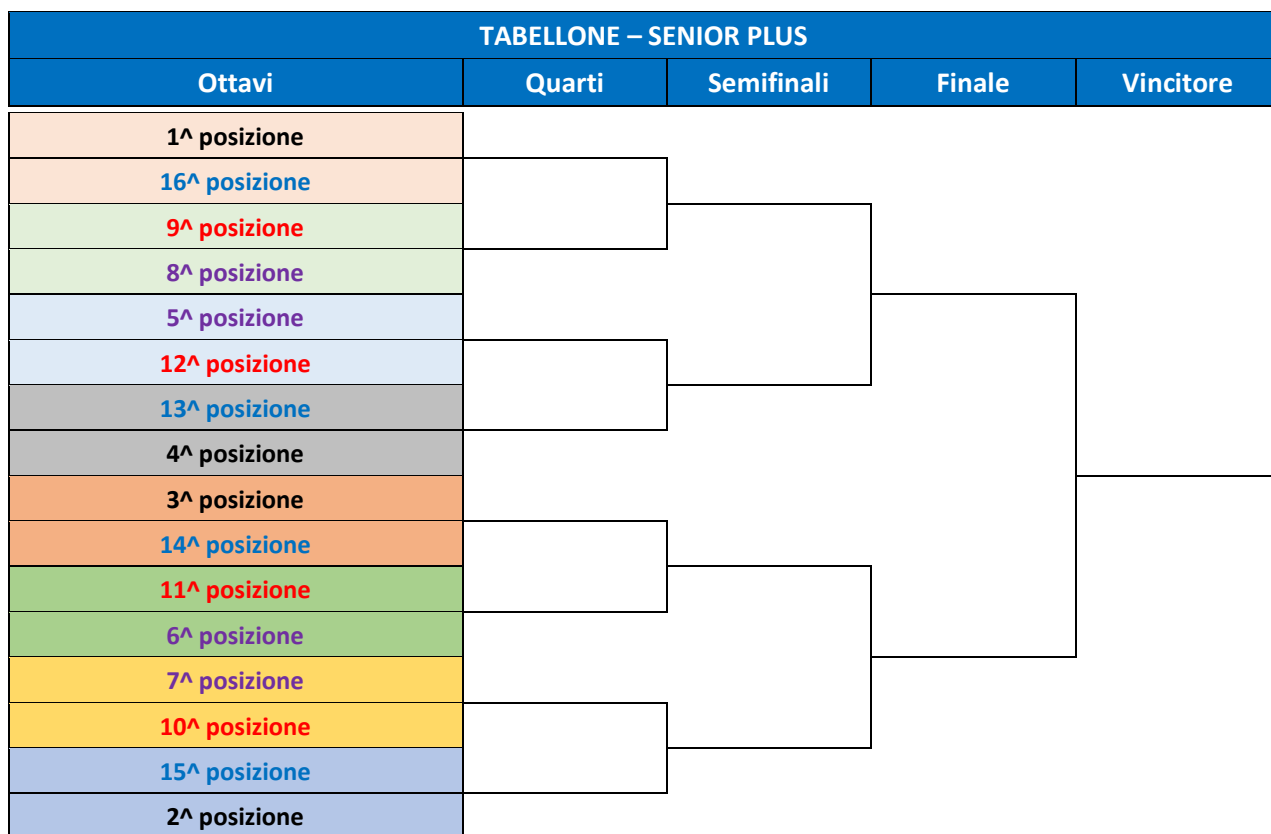 TABELLONE – SENIOR PLUS
Ottavi Quarti Semifinali Finale Vincitore
1^ posizione
16^ posizione
9^ posizione
8^ posizione
5^ posizione
12^ posizione
13^ posizione
4^ posizione
3^ posizione
14^ posizione
11^ posizione
6^ posizione
7^ posizione
10^ posizione
15^ posizione
2^ posizione